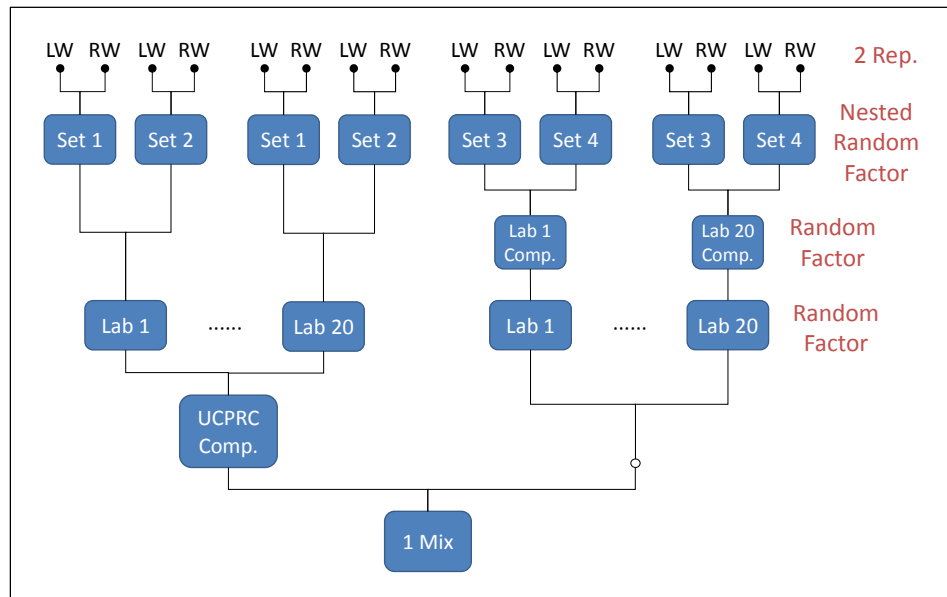 LW RW LW RW LW RW LW RW LW RW LW RW LW RW LW RW 2 Rep.
Set 1 Set 2 Set 1 Set 2 Set 3 Set 4 Set 3 Set 4 Nested
Random
Factor
Lab 1
Comp.
Lab 20
Comp.
Random
Factor
Lab 1 ...... Lab 20 Lab 1 ...... Lab 20 Random
Factor
UCPRC
Comp.
1 Mix